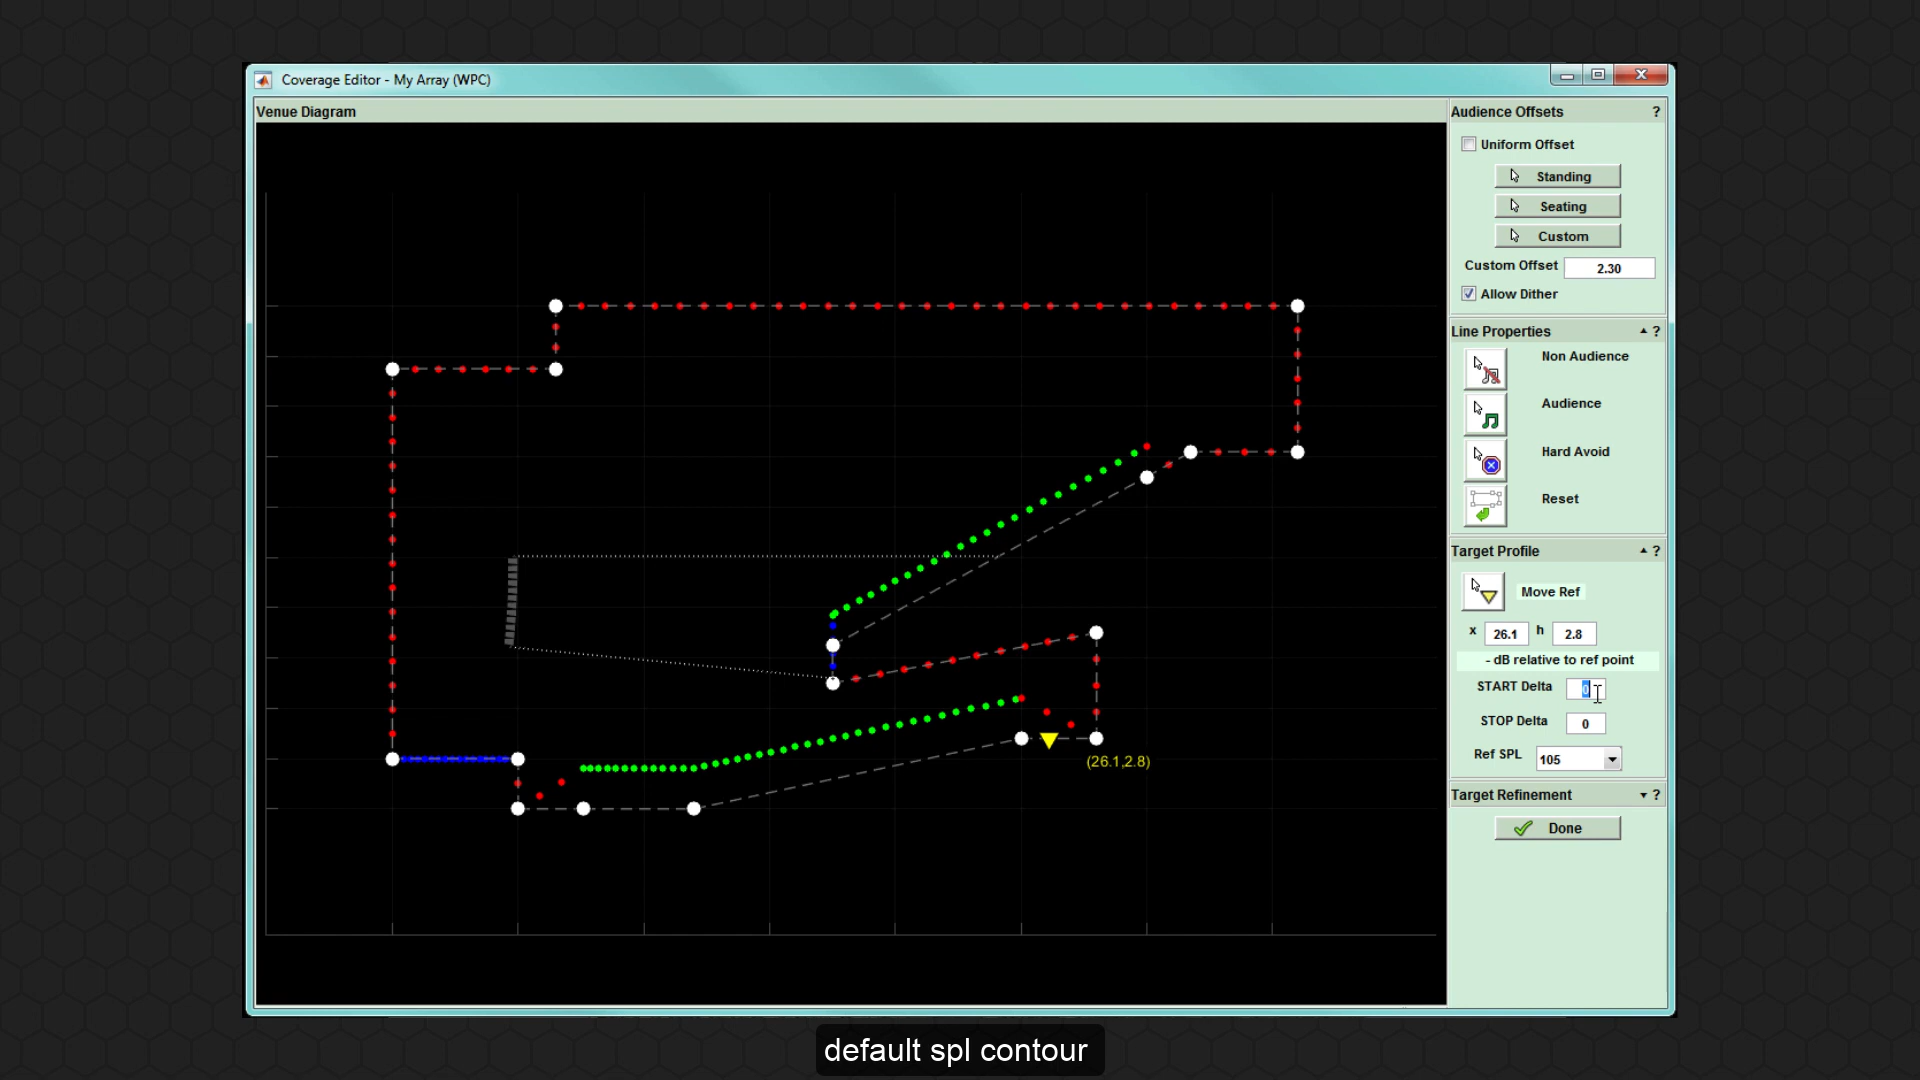 Coverage Editor - My Array (WPC)
Venue Diagram
(26.1,2.8)
Audience Offsets ?
Uniform Offset
Standing
Seating
Custom
Custom Offset 2.30
Allow Dither
Line Properties ?
Non Audience
Audience
Hard Avoid
Reset
Target Profile ?
Move Ref
x 26.1 h 2.8
- dB relative to ref point
START Delta 0
STOP Delta 0
Ref SPL 105
Target Refinement ?
Done
default spl contour